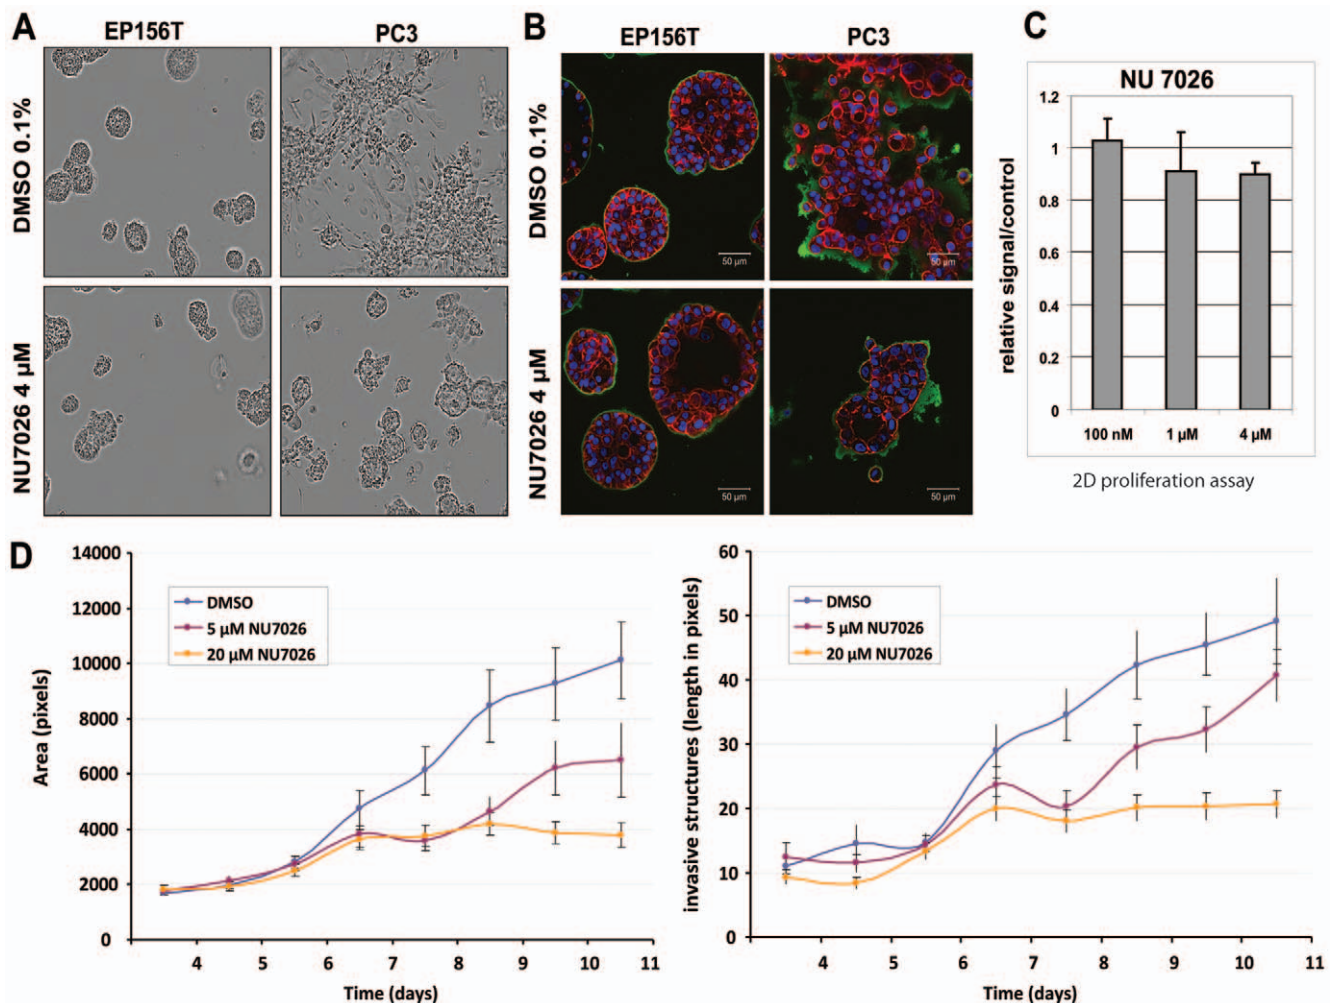 A
EP156T
PC3
DMSO 0.1%
NU7026 4 µM
B
EP156T
PC3
DMSO 0.1%
NU7026 4 µM
50 µm
50 µm
50 µm
50 µm
C
NU 7026
relative signal/control
1.2
1
0.8
0.6
0.4
0.2
0
100 nM
1 µM
4 µM
2D proliferation assay
D
Area (pixels)
14000
12000
10000
8000
6000
4000
2000
0
DMSO
5 µM NU7026
20 µM NU7026
4 5 6 7 8 9 10 11
Time (days)
invasive structures (length in pixels)
60
50
40
30
20
10
0
DMSO
5 µM NU7026
20 µM NU7026
4 5 6 7 8 9 10 11
Time (days)